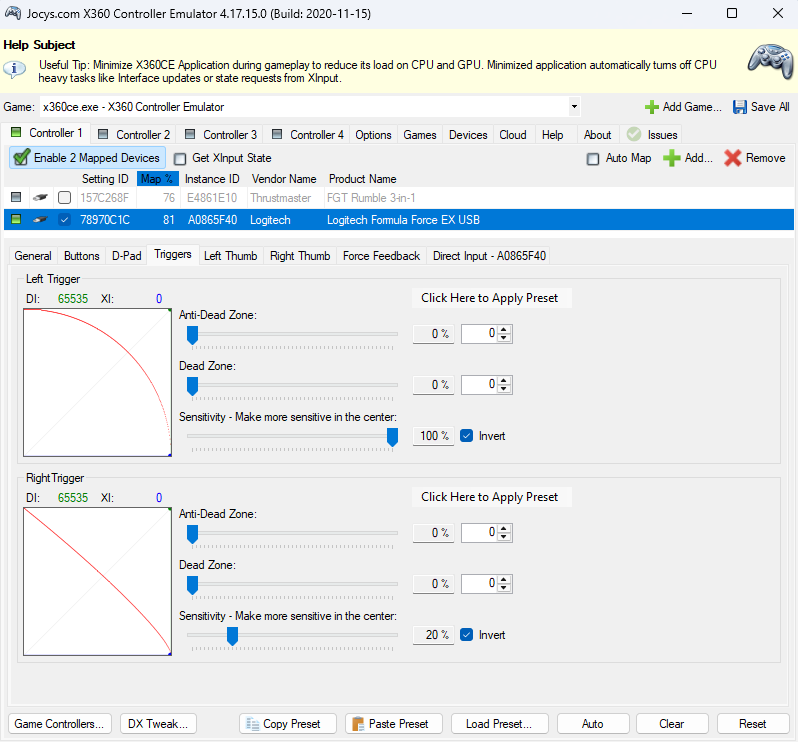 Jocys.com X360 Controller Emulator 4.17.15.0 (Build: 2020-11-15)
Help Subject
Useful Tip: Minimize X360CE Application during gameplay to reduce its load on CPU and GPU. Minimized application automatically turns off CPU
heavy tasks like Interface updates or state requests from XInput.
Game: x360ce.exe - X360 Controller Emulator Add Game... Save All
Controller 1 Controller 2 Controller 3 Controller 4 Options Games Devices Cloud Help About Issues
Enable 2 Mapped Devices Get XInput State Auto Map Add... Remove
Setting ID Map % Instance ID Vendor Name Product Name
157C268F 76 E4861E10 Thrustmaster FGT Rumble 3-in-1
78970C1C 81 A0865F40 Logitech Logitech Formula Force EX USB
General Buttons D-Pad Triggers Left Thumb Right Thumb Force Feedback Direct Input - A0865F40
Left Trigger
DI: 65535 XI: 0 Click Here to Apply Preset
Anti-Dead Zone:
0 % 0
Dead Zone:
0 % 0
Sensitivity - Make more sensitive in the center:
100 % Invert
Right Trigger
DI: 65535 XI: 0 Click Here to Apply Preset
Anti-Dead Zone:
0 % 0
Dead Zone:
0 % 0
Sensitivity - Make more sensitive in the center:
20 % Invert
Game Controllers... DX Tweak... Copy Preset Paste Preset Load Preset... Auto Clear Reset